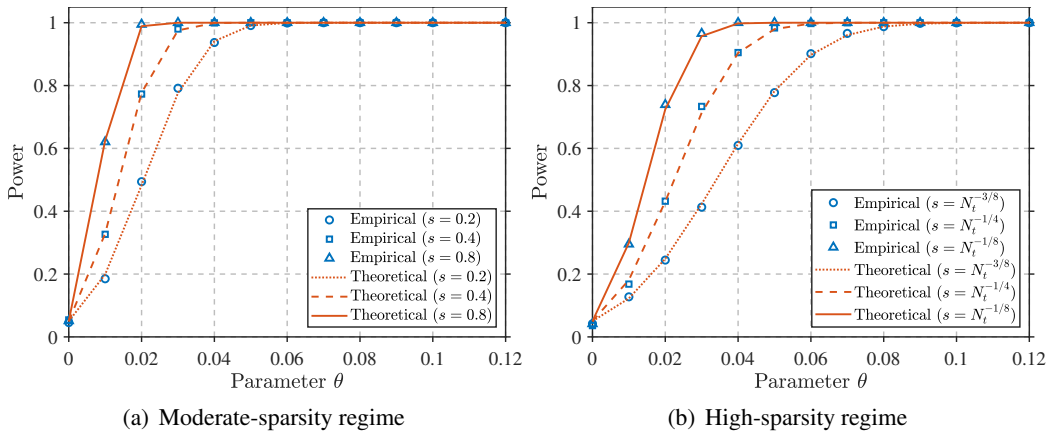 1
0.8
0.6
0.4
0.2
0
Power
Empirical (s = 0.2)
Empirical (s = 0.4)
Empirical (s = 0.8)
Theoretical (s = 0.2)
Theoretical (s = 0.4)
Theoretical (s = 0.8)
0 0.02 0.04 0.06 0.08 0.1 0.12
Parameter θ
(a) Moderate-sparsity regime
1
0.8
0.6
0.4
0.2
0
Power
Empirical (s = N_t^{-3/8})
Empirical (s = N_t^{-1/4})
Empirical (s = N_t^{-1/8})
Theoretical (s = N_t^{-3/8})
Theoretical (s = N_t^{-1/4})
Theoretical (s = N_t^{-1/8})
0 0.02 0.04 0.06 0.08 0.1 0.12
Parameter θ
(b) High-sparsity regime